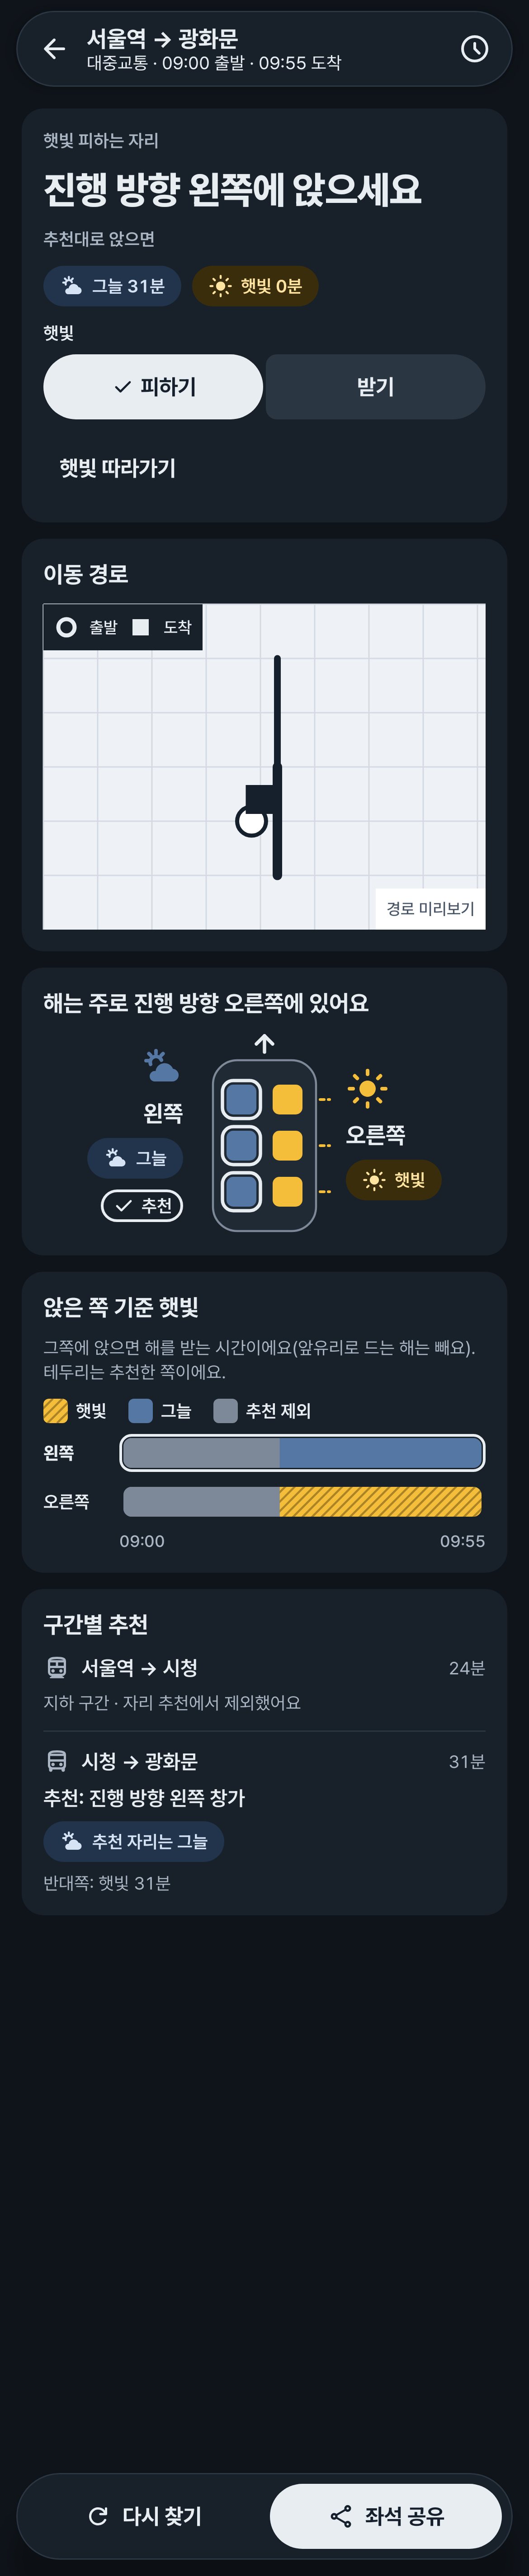 서울역 → 광화문
대중교통 · 09:00 출발 · 09:55 도착
햇빛 피하는 자리
진행 방향 왼쪽에 앉으세요
추천대로 앉으면
그늘 31분
햇빛 0분
햇빛
피하기
받기
햇빛 따라가기
이동 경로
출발
도착
경로 미리보기
해는 주로 진행 방향 오른쪽에 있어요
왼쪽
그늘
추천
오른쪽
햇빛
앉은 쪽 기준 햇빛
그쪽에 앉으면 해를 받는 시간이에요(앞유리로 드는 해는 빼요).
테두리는 추천한 쪽이에요.
햇빛
그늘
추천 제외
왼쪽
오른쪽
09:00
09:55
구간별 추천
서울역 → 시청
24분
지하 구간 · 자리 추천에서 제외했어요
시청 → 광화문
31분
추천: 진행 방향 왼쪽 창가
추천 자리는 그늘
반대쪽: 햇빛 31분
다시 찾기
좌석 공유